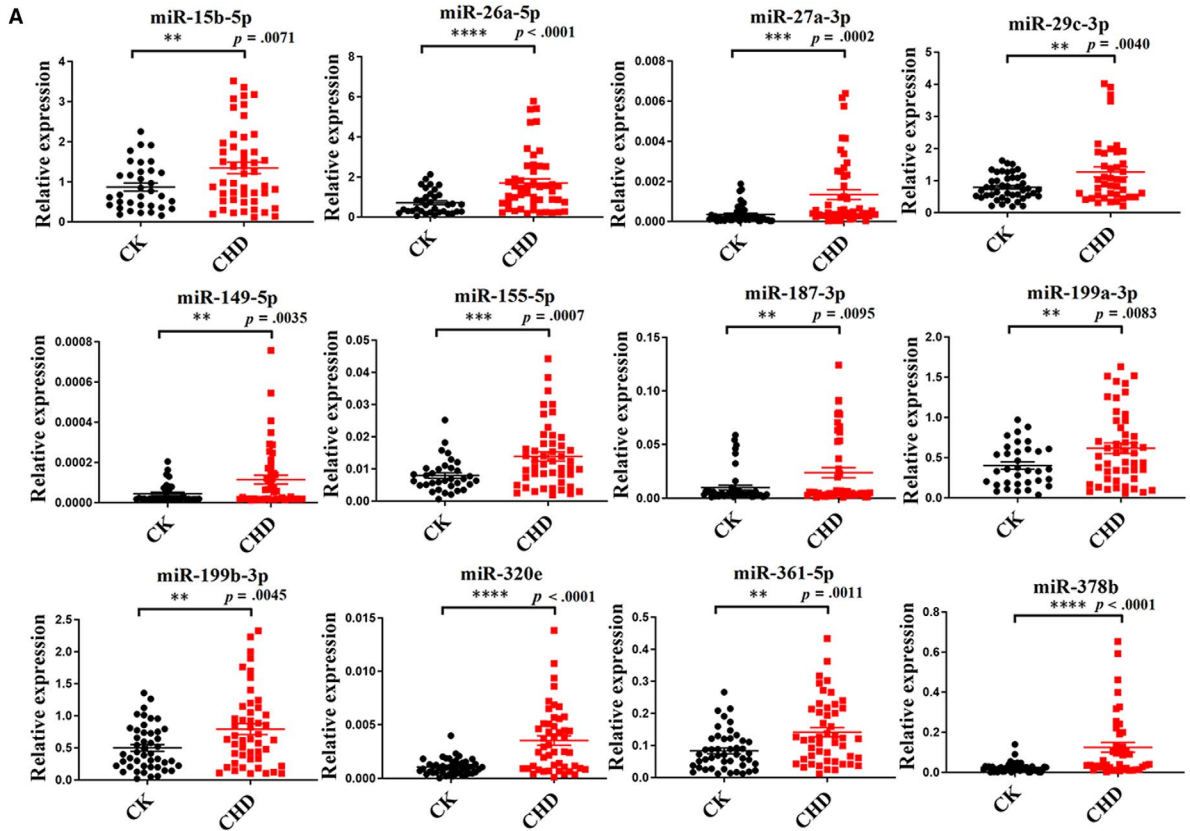 A
miR-15b-5p
** p = .0071
Relative expression
4
3
2
1
0
CK
CHD
miR-26a-5p
**** p < .0001
Relative expression
8
6
4
2
0
CK
CHD
miR-27a-3p
*** p = .0002
Relative expression
0.008
0.006
0.004
0.002
0.000
CK
CHD
miR-29c-3p
** p = .0040
Relative expression
5
4
3
2
1
0
CK
CHD
miR-149-5p
** p = .0035
Relative expression
0.0008
0.0006
0.0004
0.0002
0.0000
CK
CHD
miR-155-5p
*** p = .0007
Relative expression
0.05
0.04
0.03
0.02
0.01
0.00
CK
CHD
miR-187-3p
** p = .0095
Relative expression
0.15
0.10
0.05
0.00
CK
CHD
miR-199a-3p
** p = .0083
Relative expression
2.0
1.5
1.0
0.5
0.0
CK
CHD
miR-199b-3p
** p = .0045
Relative expression
2.5
2.0
1.5
1.0
0.5
0.0
CK
CHD
miR-320e
**** p < .0001
Relative expression
0.015
0.010
0.005
0.000
CK
CHD
miR-361-5p
** p = .0011
Relative expression
0.5
0.4
0.3
0.2
0.1
0.0
CK
CHD
miR-378b
**** p < .0001
Relative expression
0.8
0.6
0.4
0.2
0.0
CK
CHD